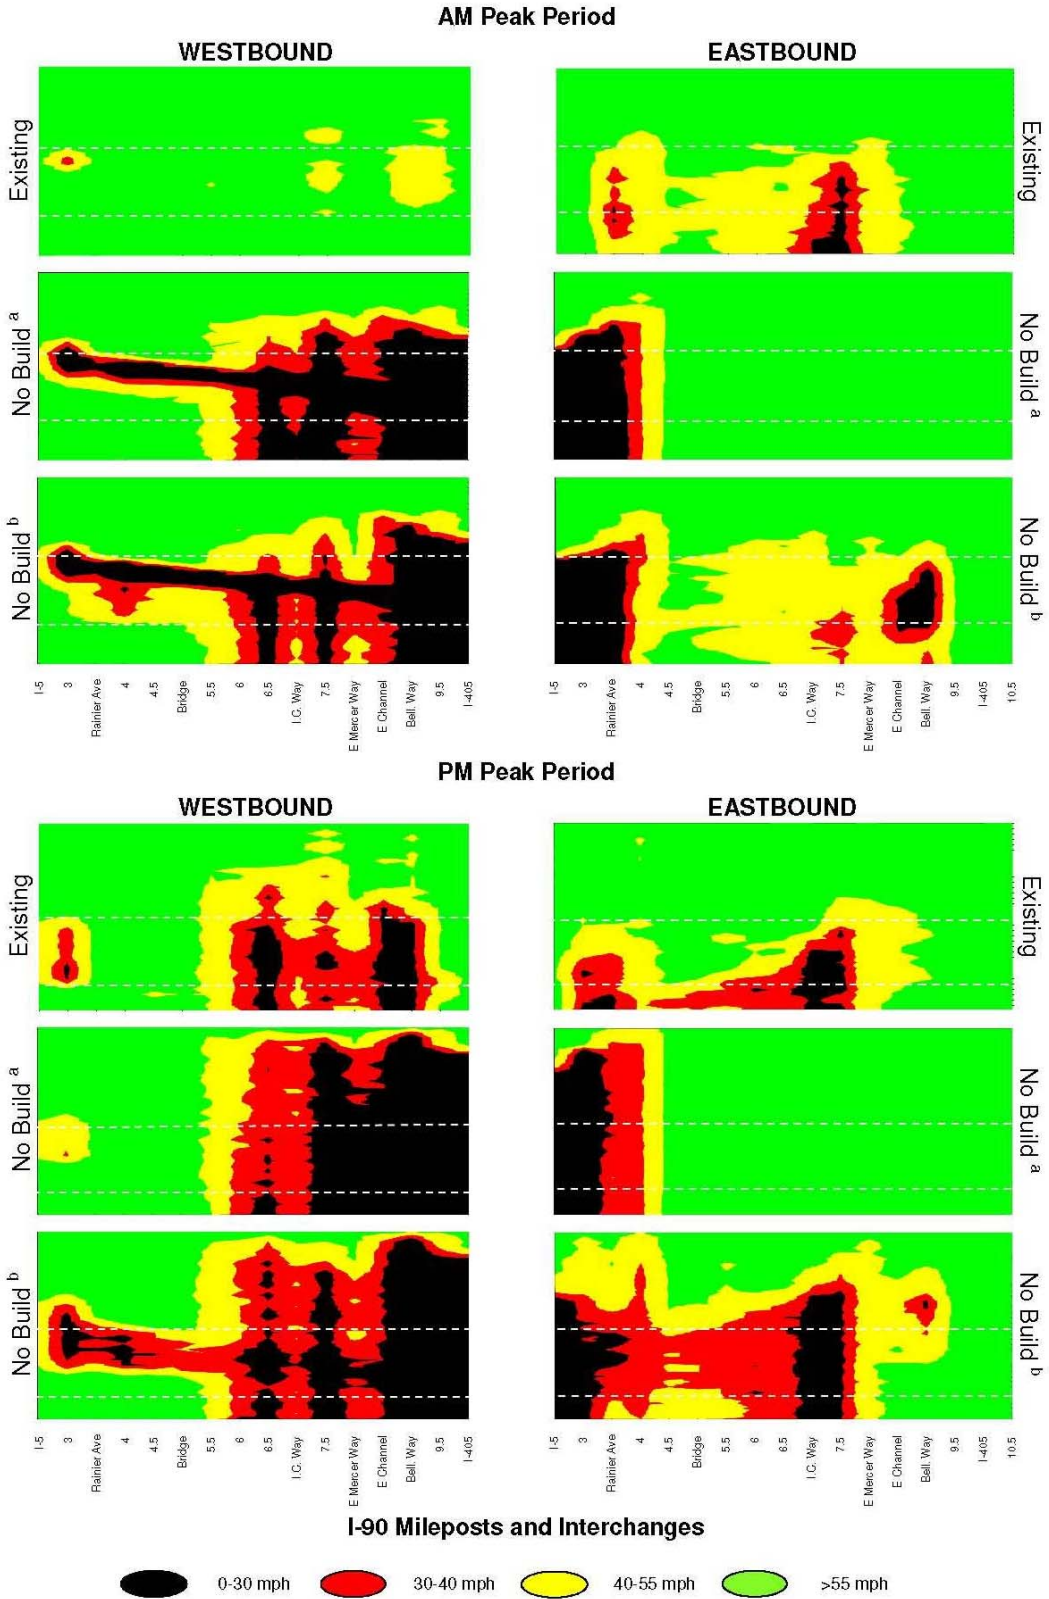 AM Peak Period
WESTBOUND
EASTBOUND
Existing
Existing
No Build a
No Build a
No Build b
No Build b
I-5 3 Rainier Ave 4 4.5 Bridge 5.5 6 6.5 I.C. Way 7.5 E Mercer Way E Channel Bell. Way 9.5 I-405
I-5 3 Rainier Ave 4 4.5 Bridge 5.5 6 6.5 I.C. Way 7.5 E Mercer Way E Channel Bell. Way 9.5 I-405 10.5
PM Peak Period
WESTBOUND
EASTBOUND
Existing
Existing
No Build a
No Build a
No Build b
No Build b
I-5 3 Rainier Ave 4 4.5 Bridge 5.5 6 6.5 I.C. Way 7.5 E Mercer Way E Channel Bell. Way 9.5 I-405
I-5 3 Rainier Ave 4 4.5 Bridge 5.5 6 6.5 I.C. Way 7.5 E Mercer Way E Channel Bell. Way 9.5 I-405 10.5
I-90 Mileposts and Interchanges
0-30 mph 30-40 mph 40-55 mph >55 mph